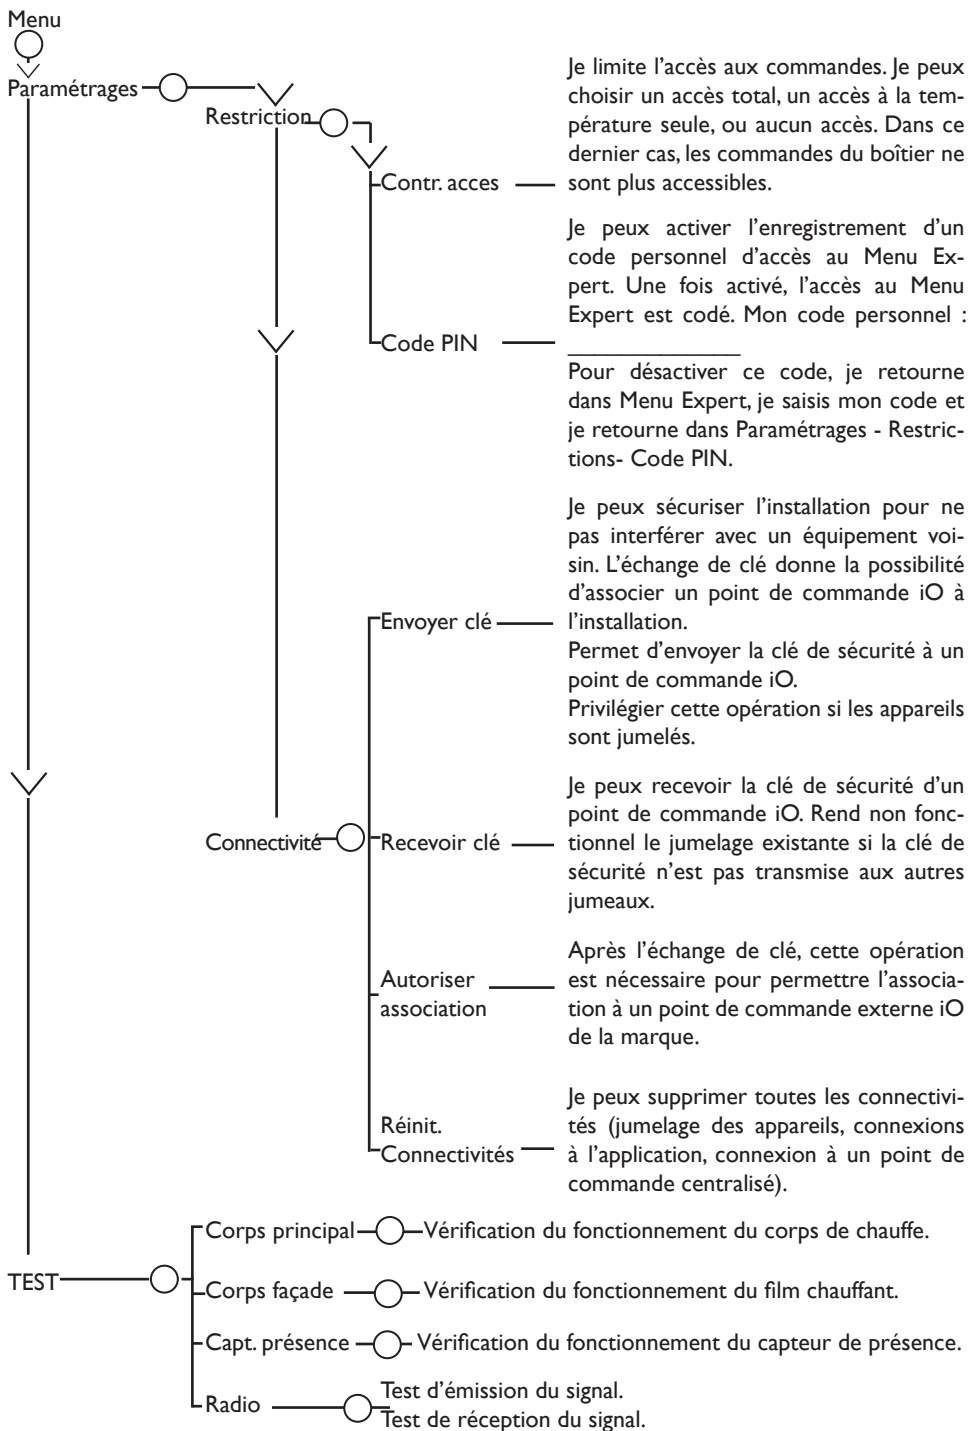 Menu
Paramétrages
Restriction
Contr. acces
Je limite l'accès aux commandes. Je peux
choisir un accès total, un accès à la tem-
pérature seule, ou aucun accès. Dans ce
dernier cas, les commandes du boîtier ne
sont plus accessibles.
Code PIN
Je peux activer l'enregistrement d'un
code personnel d'accès au Menu Ex-
pert. Une fois activé, l'accès au Menu
Expert est codé. Mon code personnel :
_____________
Pour désactiver ce code, je retourne
dans Menu Expert, je saisis mon code et
je retourne dans Paramétrages - Restric-
tions- Code PIN.
Connectivité
Envoyer clé
Je peux sécuriser l'installation pour ne
pas interférer avec un équipement voi-
sin. L'échange de clé donne la possibilité
d'associer un point de commande iO à
l'installation.
Permet d'envoyer la clé de sécurité à un
point de commande iO.
Privilégier cette opération si les appareils
sont jumelés.
Recevoir clé
Je peux recevoir la clé de sécurité d'un
point de commande iO. Rend non fonc-
tionnel le jumelage existante si la clé de
sécurité n'est pas transmise aux autres
jumeaux.
Autoriser
association
Après l'échange de clé, cette opération
est nécessaire pour permettre l'associa-
tion à un point de commande externe iO
de la marque.
Réinit.
Connectivités
Je peux supprimer toutes les connectivi-
tés (jumelage des appareils, connexions
à l'application, connexion à un point de
commande centralisé).
TEST
Corps principal
Vérification du fonctionnement du corps de chauffe.
Corps façade
Vérification du fonctionnement du film chauffant.
Capt. présence
Vérification du fonctionnement du capteur de présence.
Radio
Test d'émission du signal.
Test de réception du signal.